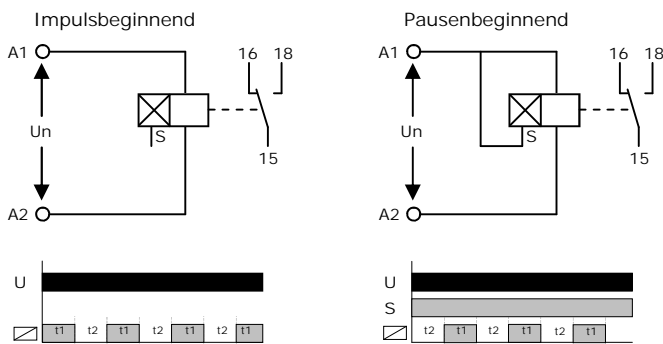 Impulsbeginnend
A1
16 18
Un
S
15
A2
U
t1 t2 t1 t2 t1 t2 t1
Pausenbeginnend
A1
16 18
Un
S
15
A2
U
S
t2 t1 t2 t1 t2 t1